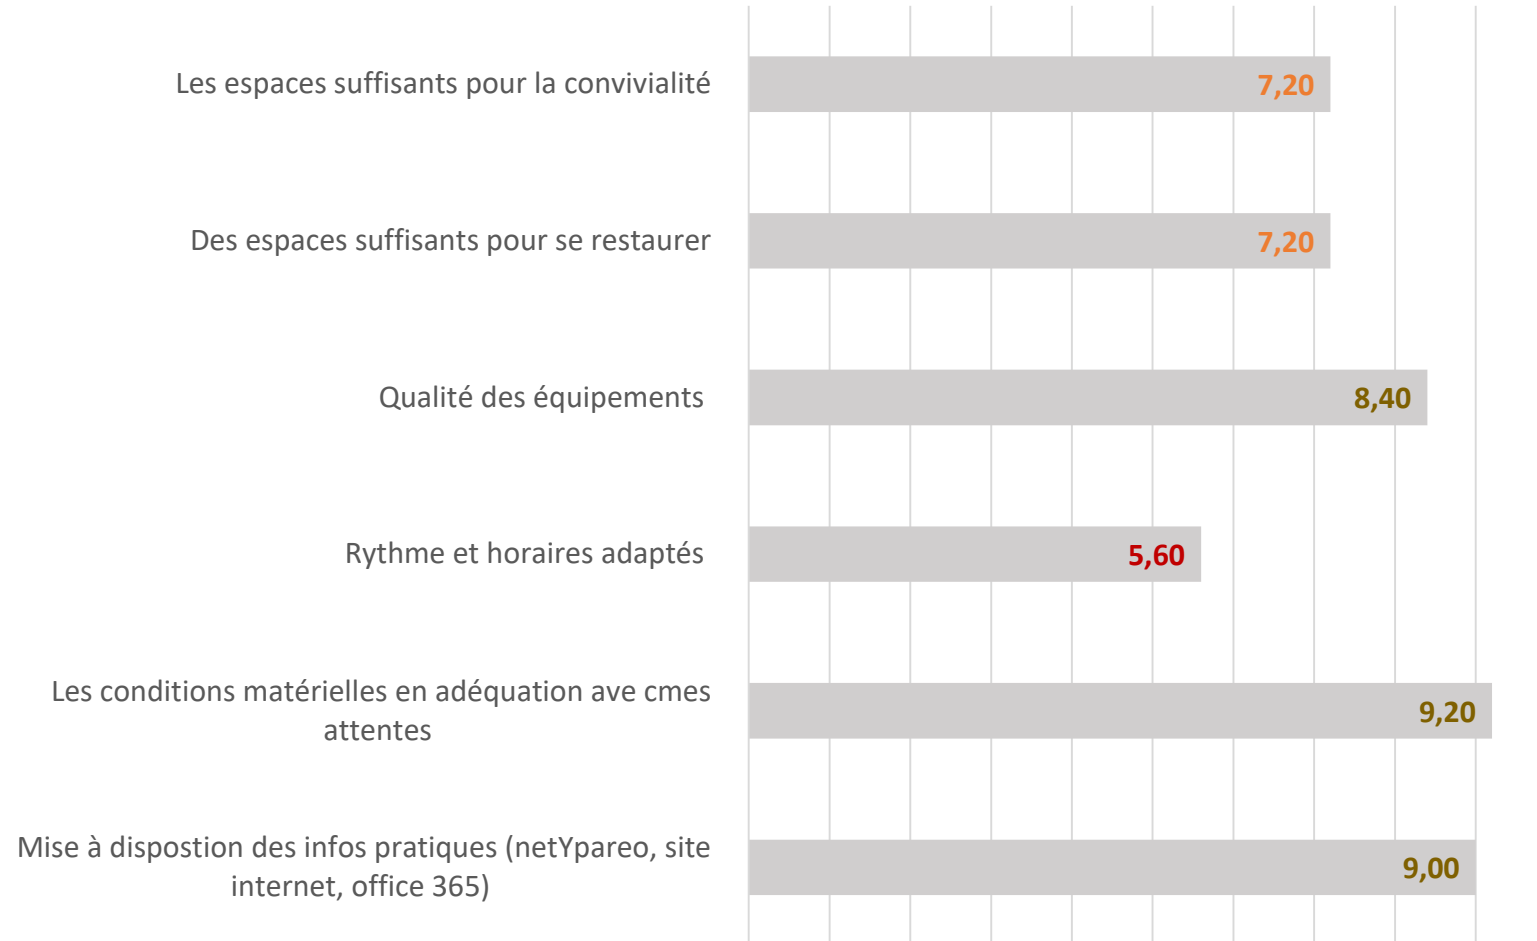 Les espaces suffisants pour la convivialité
7,20
Des espaces suffisants pour se restaurer
7,20
Qualité des équipements
8,40
Rythme et horaires adaptés
5,60
Les conditions matérielles en adéquation ave cmes
attentes
9,20
Mise à dispostion des infos pratiques (netYpareo, site
internet, office 365)
9,00